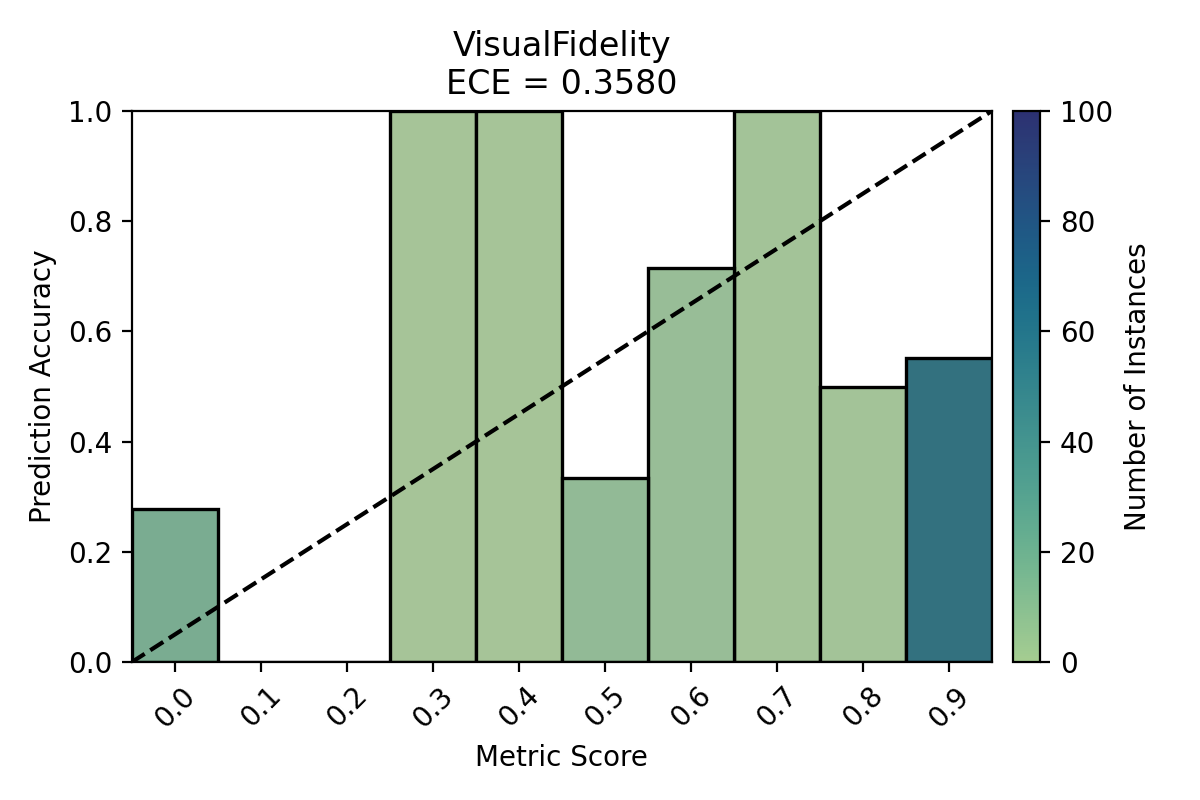 VisualFidelity
ECE = 0.3580
1.0
0.8
0.6
0.4
0.2
0.0
Prediction Accuracy
0.0 0.1 0.2 0.3 0.4 0.5 0.6 0.7 0.8 0.9
Metric Score
100
80
60
40
20
0
Number of Instances